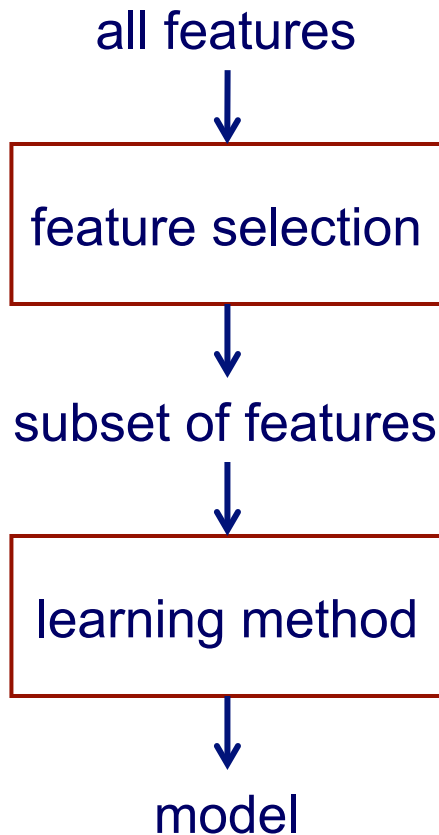 all features
feature selection
subset of features
learning method
model